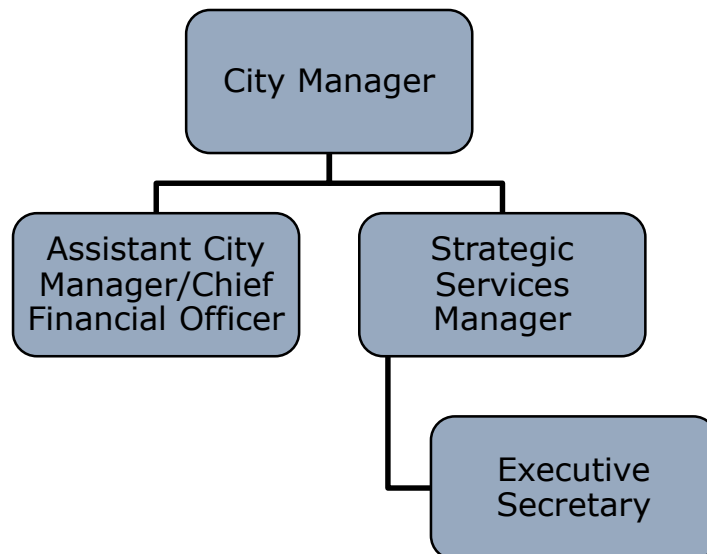 City Manager
Assistant City
Manager/Chief
Financial Officer
Strategic
Services
Manager
Executive
Secretary